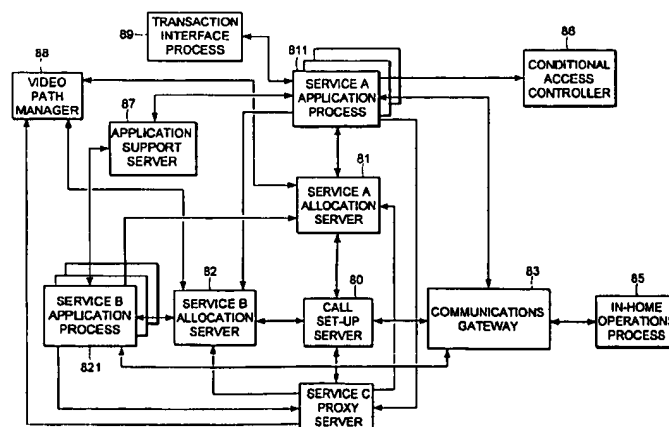 89
TRANSACTION
INTERFACE
PROCESS
811
SERVICE A
APPLICATION
PROCESS
86
CONDITIONAL
ACCESS
CONTROLLER
88
VIDEO
PATH
MANAGER
87
APPLICATION
SUPPORT
SERVER
81
SERVICE A
ALLOCATION
SERVER
SERVICE B
APPLICATION
PROCESS
821
82
SERVICE B
ALLOCATION
SERVER
80
CALL
SET-UP
SERVER
83
COMMUNICATIONS
GATEWAY
85
IN-HOME
OPERATIONS
PROCESS
SERVICE C
PROXY
SERVER